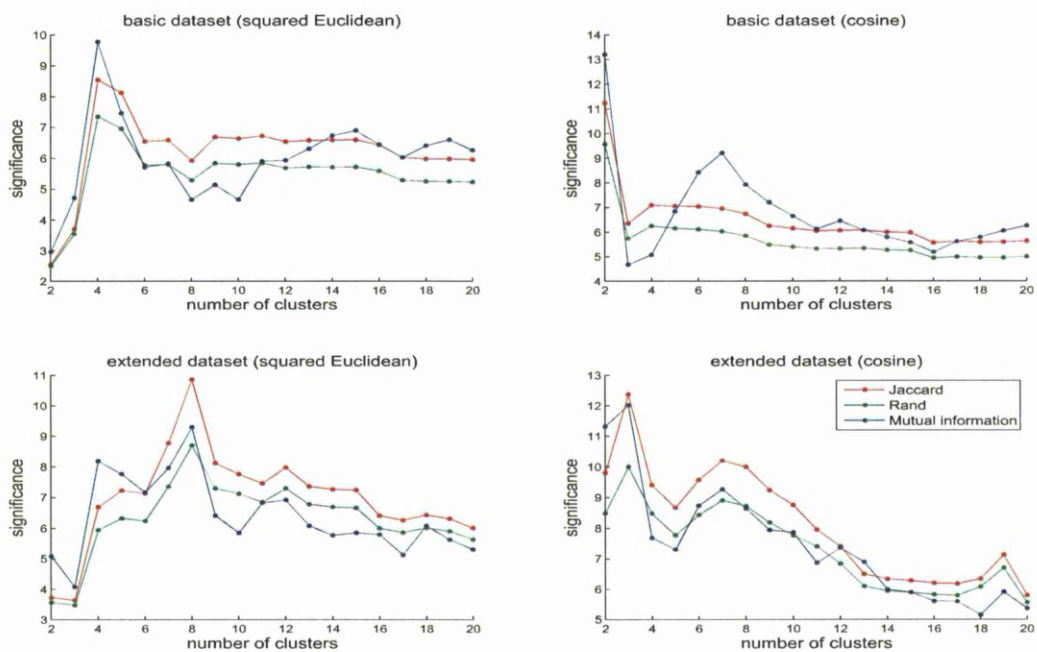 basic dataset (squared Euclidean)
10
9
8
7
6
5
4
3
2
significance
2 4 6 8 10 12 14 16 18 20
number of clusters
basic dataset (cosine)
14
13
12
11
10
9
8
7
6
5
4
significance
2 4 6 8 10 12 14 16 18 20
number of clusters
extended dataset (squared Euclidean)
11
10
9
8
7
6
5
4
3
significance
2 4 6 8 10 12 14 16 18 20
number of clusters
extended dataset (cosine)
13
12
11
10
9
8
7
6
5
significance
Jaccard
Rand
Mutual information
2 4 6 8 10 12 14 16 18 20
number of clusters